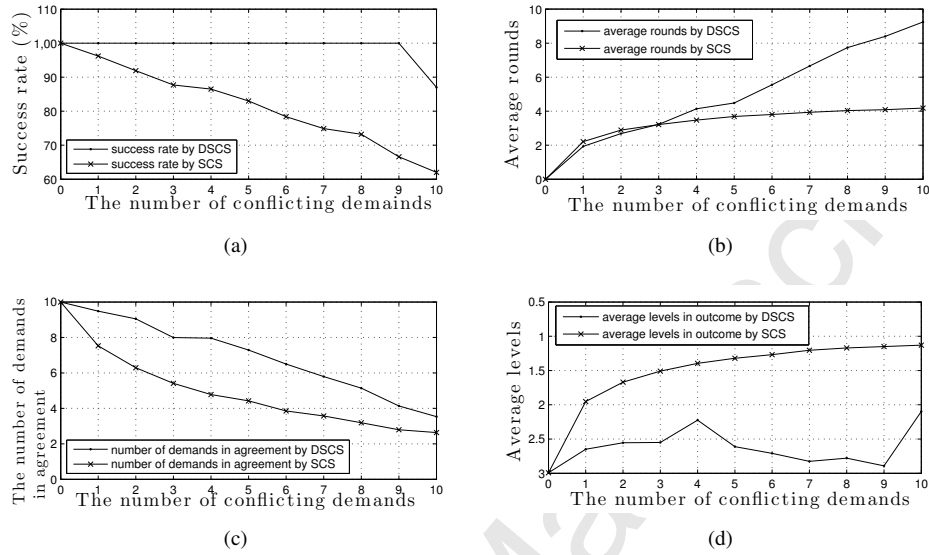 110
1,00
90
80
70
60
Success rate (%)
success rate by DSCS
success rate by SCS
0 1 2 3 4 5 6 7 8 9 10
The number of conflicting demainds
(a)
10
8
6
4
2
0
Average rounds
average rounds by DSCS
average rounds by SCS
0 1 2 3 4 5 6 7 8 9 10
The number of conflicting demands
(b)
10
8
6
4
2
0
The number of demands
in agreement
number of demands in agreement by DSCS
number of demands in agreement by SCS
0 1 2 3 4 5 6 7 8 9 10
The number of conflicting demands
(c)
0.5
1
1.5
2
2.5
3
Average levels
average levels in outcome by DSCS
average levels in outcome by SCS
0 1 2 3 4 5 6 7 8 9 10
The number of conflicting demands
(d)